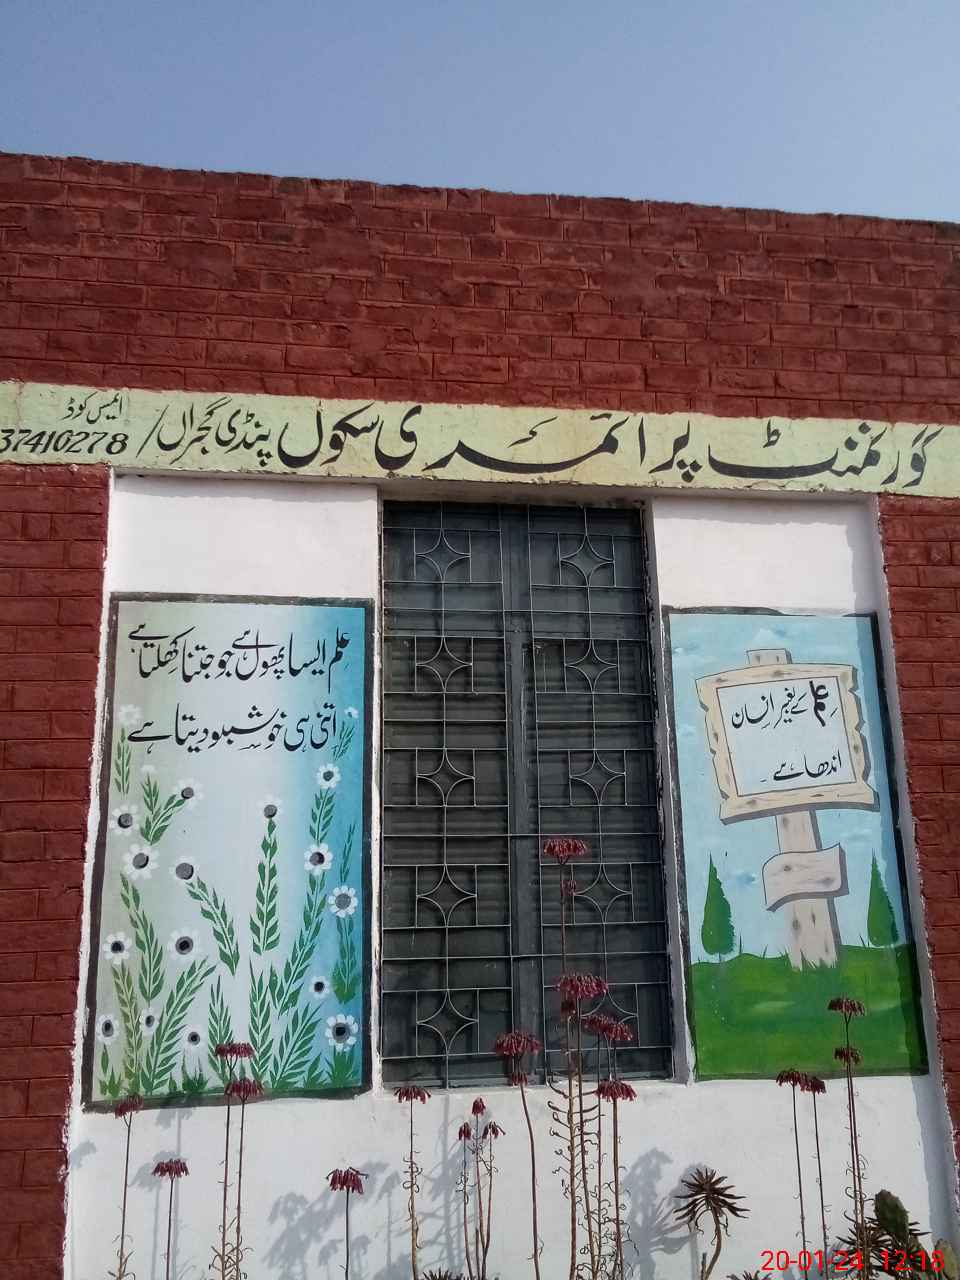 گورنمنٹ پرائمری سکول پنڈی گجراں / ایمیس کوڈ 37410278
علم ایسا پھول ہے جو جتنا کھلتا ہے
اتنی ہی خوشبو دیتا ہے
علم کے بغیر انسان
اندھا ہے۔
20-01-24 12:18